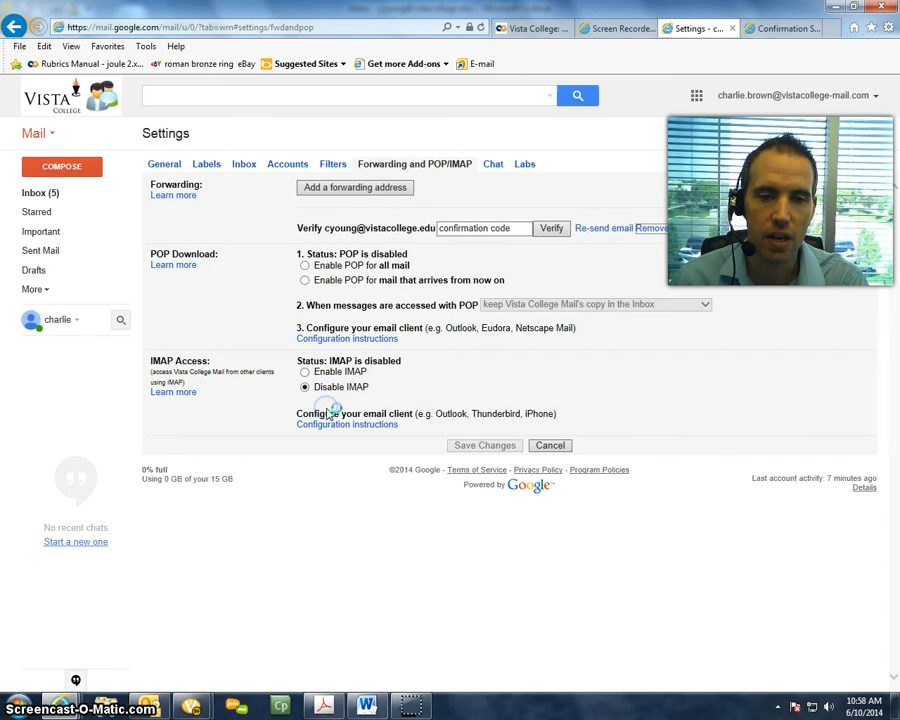 https://mail.google.com/mail/u/0/?tab=wm#settings/fwdandpop
Vista College: ...
Screen Recorde...
Settings - c...
Confirmation S...
File Edit View Favorites Tools Help
Rubrics Manual - joule 2.x...
roman bronze ring eBay
Suggested Sites
Get more Add-ons
E-mail
VISTA
COLLEGE
charlie.brown@vistacollege-mail.com
Mail
Settings
COMPOSE
General Labels Inbox Accounts Filters Forwarding and POP/IMAP Chat Labs
Inbox (5)
Starred
Important
Sent Mail
Drafts
More
charlie
Forwarding:
Learn more
Add a forwarding address
Verify cyoung@vistacollege.edu confirmation code Verify Re-send email Remove
POP Download:
Learn more
1. Status: POP is disabled
Enable POP for all mail
Enable POP for mail that arrives from now on
2. When messages are accessed with POP keep Vista College Mail's copy in the Inbox
3. Configure your email client (e.g. Outlook, Eudora, Netscape Mail)
Configuration instructions
IMAP Access:
(access Vista College Mail from other clients
using IMAP)
Learn more
Status: IMAP is disabled
Enable IMAP
Disable IMAP
Configure your email client (e.g. Outlook, Thunderbird, iPhone)
Configuration instructions
Save Changes Cancel
0% full
Using 0 GB of your 15 GB
©2014 Google - Terms of Service - Privacy Policy - Program Policies
Powered by Google™
Last account activity: 7 minutes ago
Details
No recent chats
Start a new one
Screencast-O-Matic.com
Cp
10:58 AM
6/10/2014